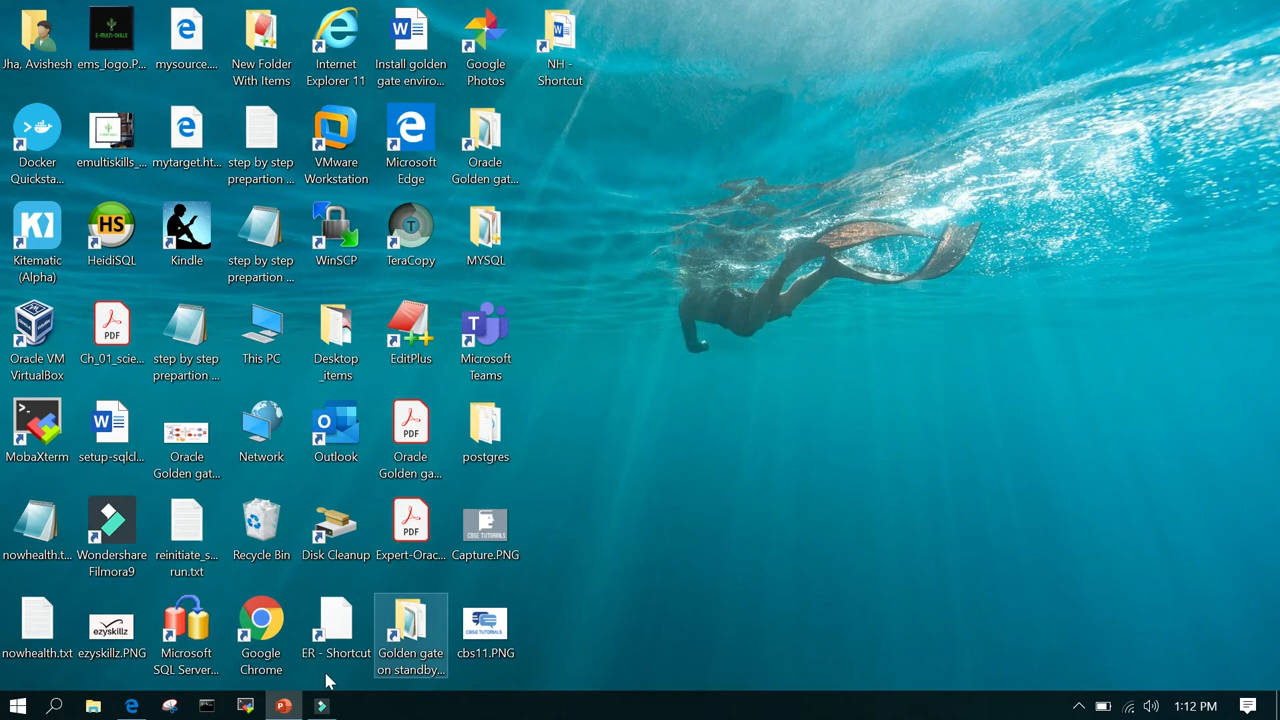 Jha, Avishesh
ems_logo.P...
mysource....
New Folder
With Items
Internet
Explorer 11
Install golden
gate enviro...
Google
Photos
NH -
Shortcut
Docker
Quicksta...
emultiskills_...
mytarget.ht...
step by step
prepartion ...
VMware
Workstation
Microsoft
Edge
Oracle
Golden gat...
Kitematic
(Alpha)
HeidiSQL
Kindle
step by step
prepartion ...
WinSCP
TeraCopy
MYSQL
Oracle VM
VirtualBox
Ch_01_scie...
step by step
prepartion ...
This PC
Desktop
_items
EditPlus
Microsoft
Teams
MobaXterm
setup-sqlcl...
Oracle
Golden gat...
Network
Outlook
Oracle
Golden ga...
postgres
nowhealth.t...
Wondershare
Filmora9
reinitiate_s...
run.txt
Recycle Bin
Disk Cleanup
Expert-Orac...
Capture.PNG
nowhealth.txt
ezyskillz
ezyskillz.PNG
Microsoft
SQL Server...
Google
Chrome
ER - Shortcut
Golden gate
on standby...
CBSE TUTORIALS
cbs11.PNG
1:12 PM